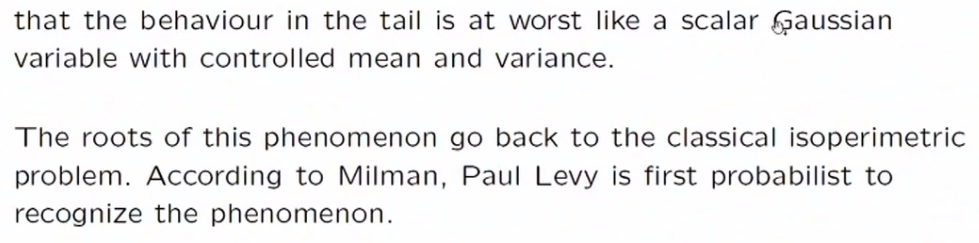 that the behaviour in the tail is at worst like a scalar Gaussian
variable with controlled mean and variance.
The roots of this phenomenon go back to the classical isoperimetric
problem. According to Milman, Paul Levy is first probabilist to
recognize the phenomenon.